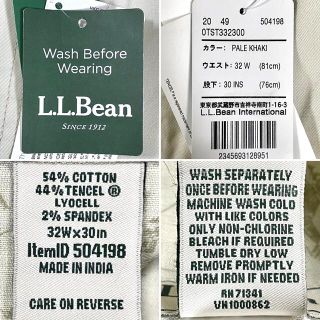 Wash Before
Wearing
L.L.Bean
SINCE 1912
20 49 504198
0TST332300
カラー: PALE KHAKI
ウエスト: 32 W (81cm)
股下: 30 INS (76cm)
東京都武蔵野市吉祥寺南町1-16-3
L.L.Bean International
2345693128951
54% COTTON
44% TENCEL ®
LYOCELL
2% SPANDEX
32Wx30in
ItemID 504198
MADE IN INDIA
CARE ON REVERSE
WASH SEPARATELY
ONCE BEFORE WEARING
MACHINE WASH COLD
WITH LIKE COLORS
ONLY NON-CHLORINE
BLEACH IF REQUIRED
TUMBLE DRY LOW
REMOVE PROMPTLY
WARM IRON IF NEEDED
RN71341
VN1000862